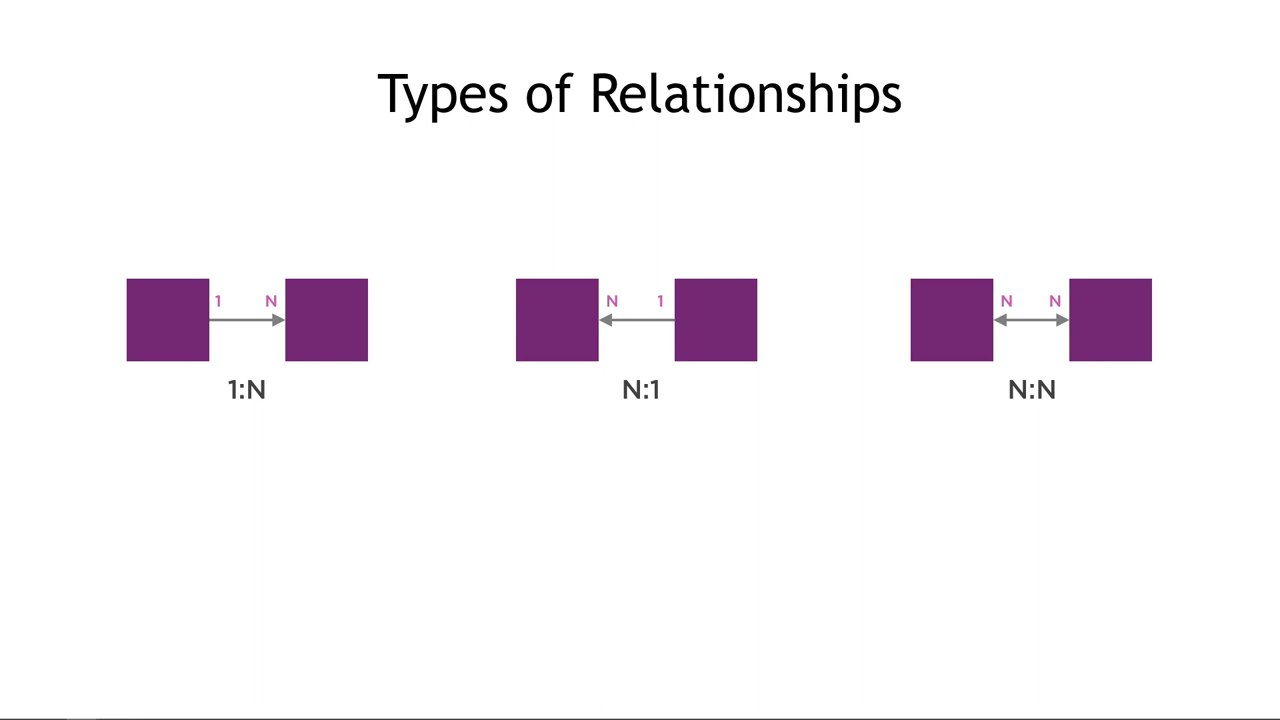 Types of Relationships
1 N
N 1
N N
1:N
N:1
N:N